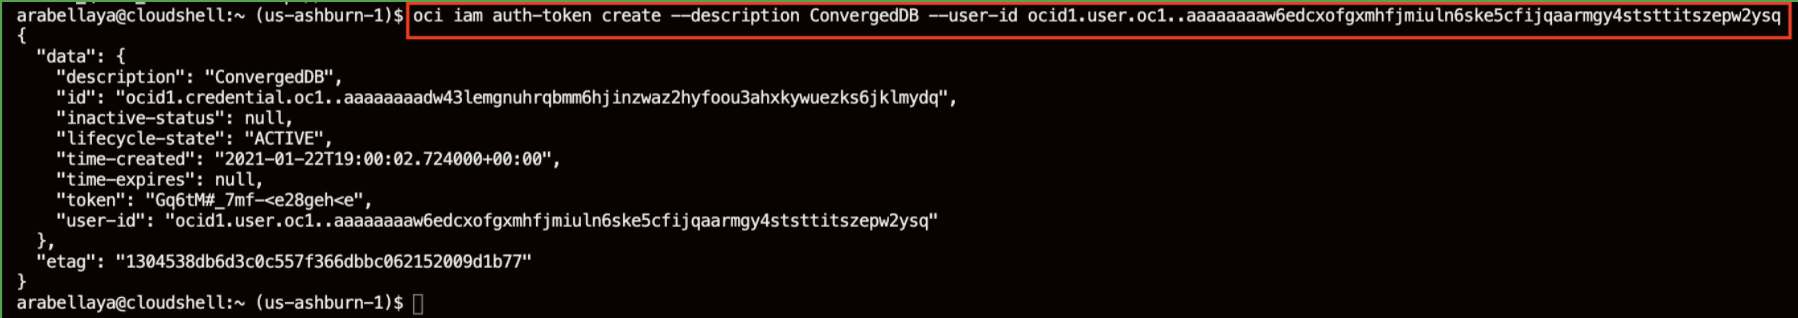 arabellaya@cloudshell:~ (us-ashburn-1)$ oci iam auth-token create --description ConvergedDB --user-id ocid1.user.oc1..aaaaaaaaw6edcxofgxmhfjmiuln6ske5cfijqaarmgy4ststtitszepw2ysq
{
  "data": {
    "description": "ConvergedDB",
    "id": "ocid1.credential.oc1..aaaaaaaadw43lemgnuhrqbmm6hjinzwaz2hyfoou3ahxkywuezks6jklmydq",
    "inactive-status": null,
    "lifecycle-state": "ACTIVE",
    "time-created": "2021-01-22T19:00:02.724000+00:00",
    "time-expires": null,
    "token": "Gq6tM#_7mf-<e28geh<e",
    "user-id": "ocid1.user.oc1..aaaaaaaaw6edcxofgxmhfjmiuln6ske5cfijqaarmgy4ststtitszepw2ysq"
  },
  "etag": "1304538db6d3c0c557f366dbbc062152009d1b77"
}
arabellaya@cloudshell:~ (us-ashburn-1)$